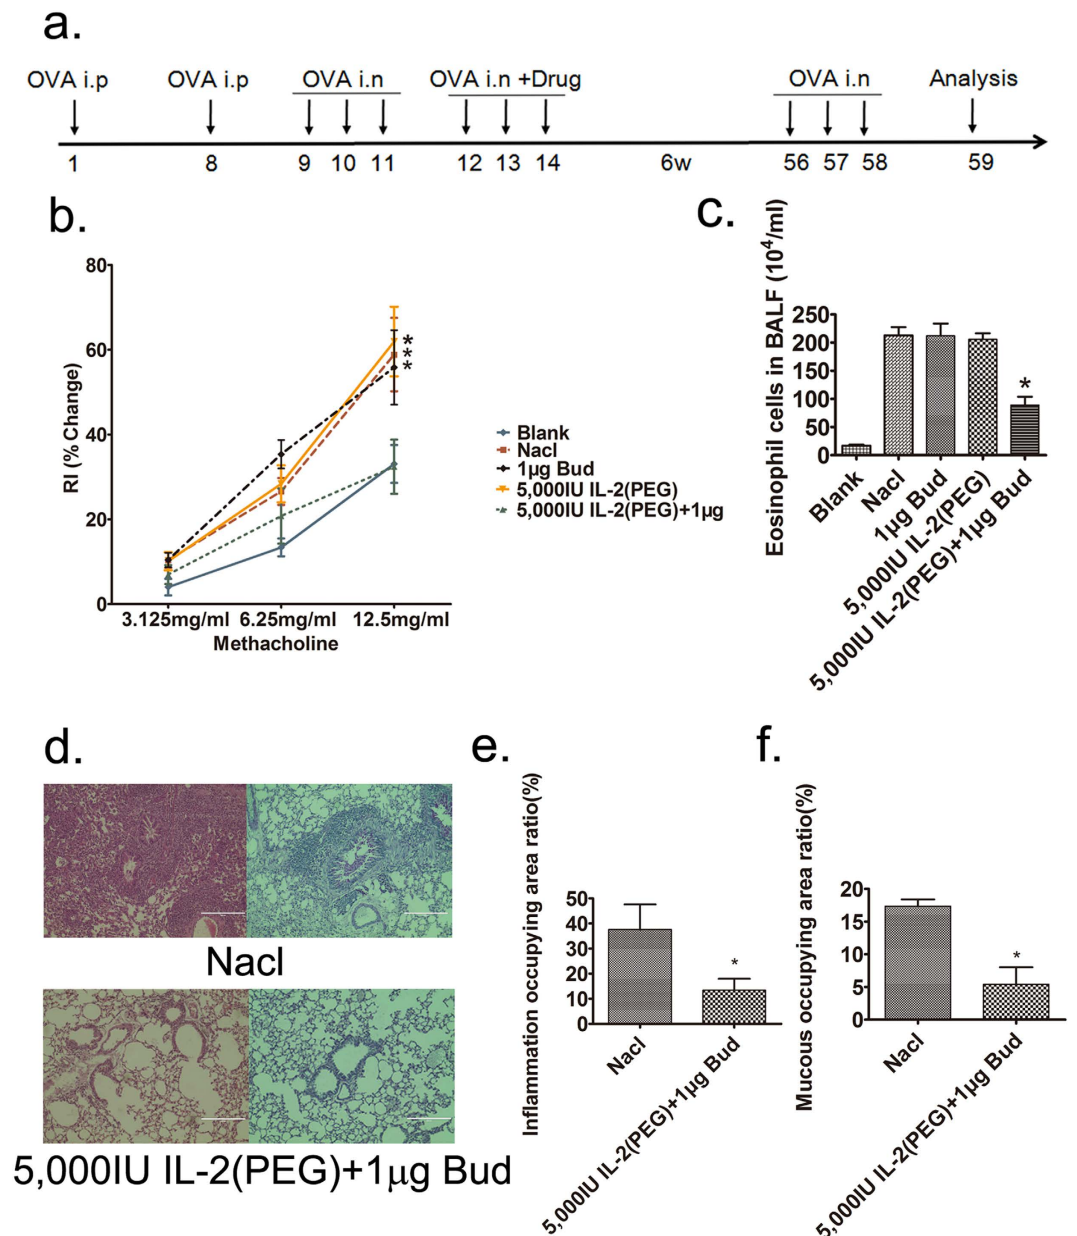 a.
OVA i.p OVA i.p OVA i.n OVA i.n +Drug OVA i.n Analysis
1 8 9 10 11 12 13 14 6w 56 57 58 59
b.
RI (% Change)
80
60
40
20
0
***
3.125mg/ml 6.25mg/ml 12.5mg/ml
Methacholine
Blank
Nacl
1μg Bud
5,000IU IL-2(PEG)
5,000IU IL-2(PEG)+1μg
c.
Eosinophil cells in BALF (10⁴/ml)
250
200
150
100
50
0
*
Blank
Nacl
1μg Bud
5,000IU IL-2(PEG)
5,000IU IL-2(PEG)+1μg Bud
d.
Nacl
5,000IU IL-2(PEG)+1μg Bud
e.
Inflammation occupying area ratio(%)
50
40
30
20
10
0
*
Nacl
5,000IU IL-2(PEG)+1μg Bud
f.
Mucous occupying area ratio(%)
20
15
10
5
0
*
Nacl
5,000IU IL-2(PEG)+1μg Bud